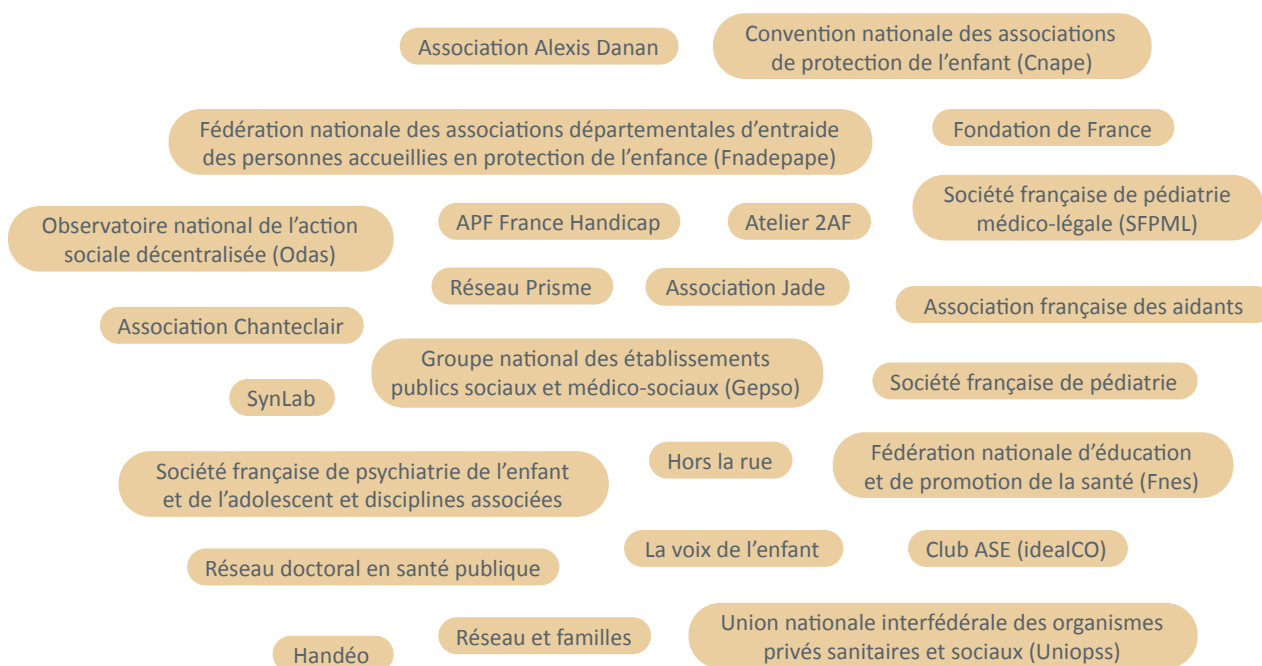 Association Alexis Danan
Convention nationale des associations
de protection de l’enfant (Cnape)
Fédération nationale des associations départementales d’entraide
des personnes accueillies en protection de l’enfance (Fnadepape)
Fondation de France
Observatoire national de l’action
sociale décentralisée (Odas)
APF France Handicap
Atelier 2AF
Société française de pédiatrie
médico-légale (SFPML)
Réseau Prisme
Association Jade
Association française des aidants
Association Chanteclair
Groupe national des établissements
publics sociaux et médico-sociaux (Gepso)
Société française de pédiatrie
SynLab
Société française de psychiatrie de l’enfant
et de l’adolescent et disciplines associées
Hors la rue
Fédération nationale d’éducation
et de promotion de la santé (Fnes)
Réseau doctoral en santé publique
La voix de l’enfant
Club ASE (idealCO)
Handéo
Réseau et familles
Union nationale interfédérale des organismes
privés sanitaires et sociaux (Uniopss)